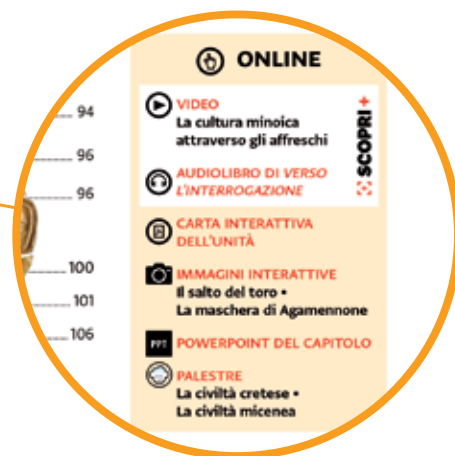 ONLINE
94
96
96
100
101
106
VIDEO
La cultura minoica
attraverso gli affreschi
AUDIOLIBRO DI VERSO
L'INTERROGAZIONE
SCOPRI+
CARTA INTERATTIVA
DELL'UNITÀ
IMMAGINI INTERATTIVE
Il salto del toro •
La maschera di Agamennone
PPT POWERPOINT DEL CAPITOLO
PALESTRE
La civiltà cretese •
La civiltà micenea